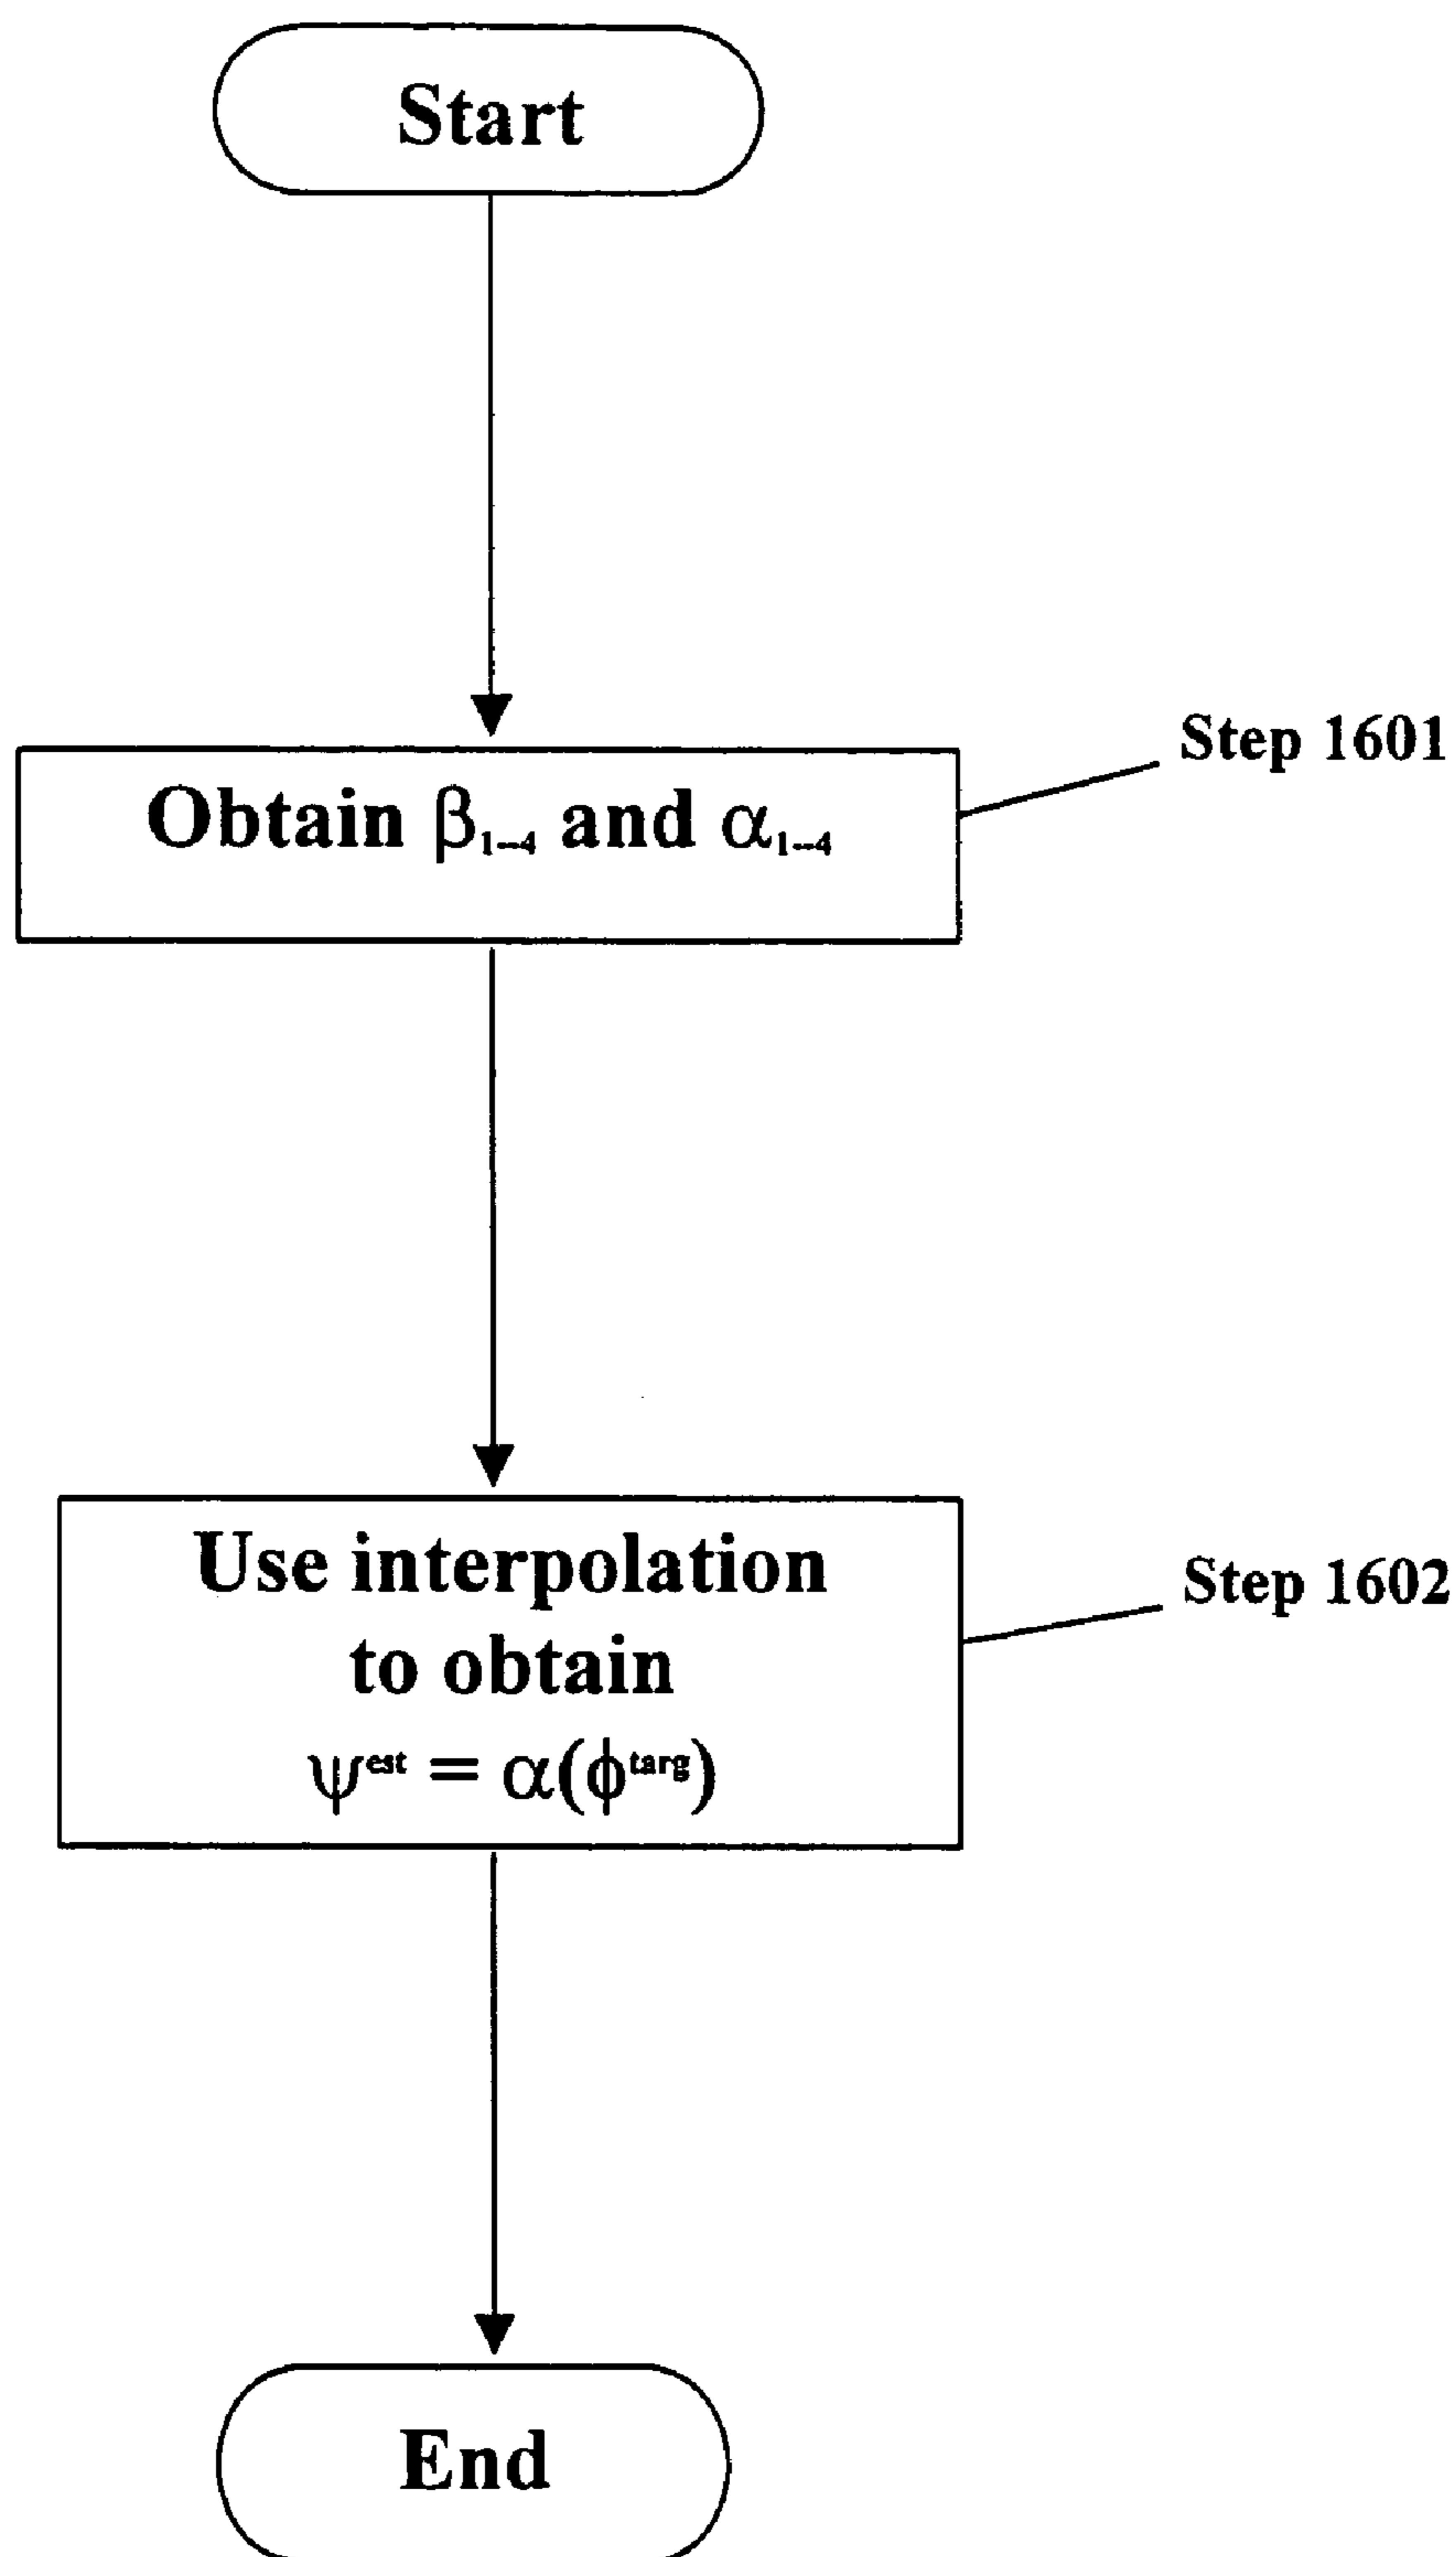 Start
Step 1601
Obtain β₁₋₋₄ and α₁₋₋₄
Use interpolation
Step 1602
to obtain
ψᵉˢᵗ = α(ϕᵗᵃʳᵍ)
End